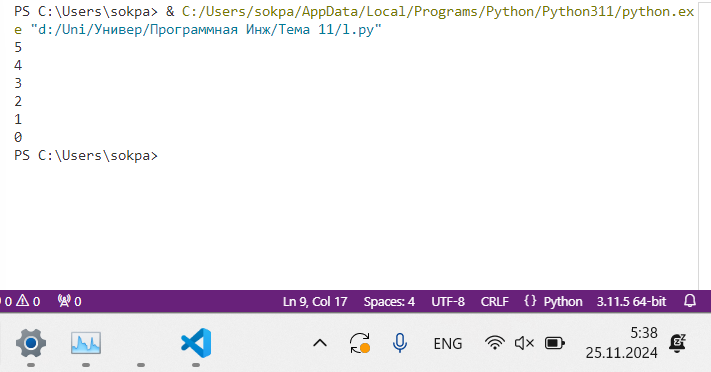 PS C:\Users\sokpa> & C:/Users/sokpa/AppData/Local/Programs/Python/Python311/python.ex
e "d:/Uni/Универ/Программная Инж/Тема 11/l.py"
5
4
3
2
1
0
PS C:\Users\sokpa>
0 0 0 Ln 9, Col 17 Spaces: 4 UTF-8 CRLF {} Python 3.11.5 64-bit
ENG 5:38
25.11.2024